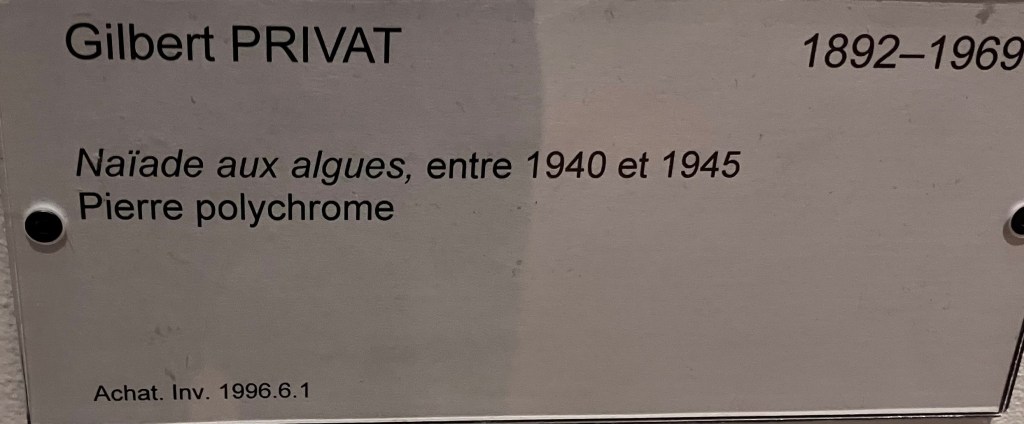 Gilbert PRIVAT 1892–1969
Naïade aux algues, entre 1940 et 1945
Pierre polychrome
Achat. Inv. 1996.6.1